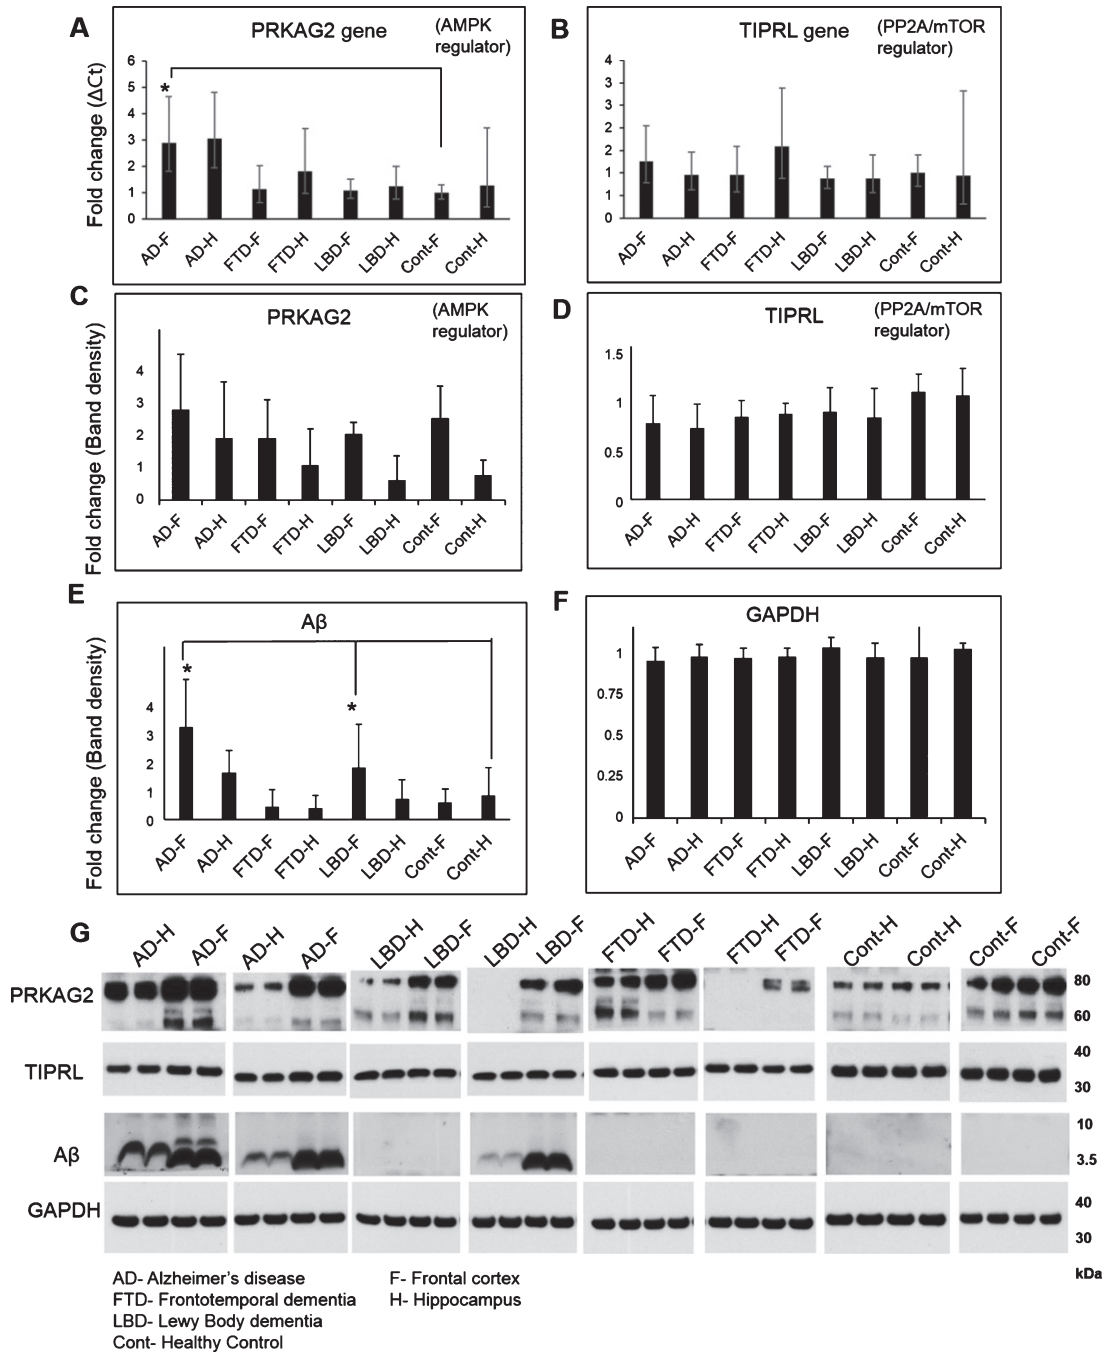 A
PRKAG2 gene
(AMPK
regulator)
Fold change (ΔCt)
6
5
4
3
2
1
0
*
AD-F
AD-H
FTD-F
FTD-H
LBD-F
LBD-H
Cont-F
Cont-H
B
TIPRL gene
(PP2A/mTOR
regulator)
4
3
3
2
2
1
1
0
AD-F
AD-H
FTD-F
FTD-H
LBD-F
LBD-H
Cont-F
Cont-H
C
PRKAG2
(AMPK
regulator)
Fold change (Band density)
4
3
2
1
0
AD-F
AD-H
FTD-F
FTD-H
LBD-F
LBD-H
Cont-F
Cont-H
D
TIPRL
(PP2A/mTOR
regulator)
1.5
1
0.5
0
AD-F
AD-H
FTD-F
FTD-H
LBD-F
LBD-H
Cont-F
Cont-H
E
Aβ
Fold change (Band density)
4
3
2
1
0
*
*
AD-F
AD-H
FTD-F
FTD-H
LBD-F
LBD-H
Cont-F
Cont-H
F
GAPDH
1
0.75
0.5
0.25
0
AD-F
AD-H
FTD-F
FTD-H
LBD-F
LBD-H
Cont-F
Cont-H
G
AD-H AD-F AD-H AD-F LBD-H LBD-F LBD-H LBD-F FTD-H FTD-F FTD-H FTD-F Cont-H Cont-H Cont-F Cont-F
PRKAG2
80
60
TIPRL
40
30
Aβ
10
3.5
GAPDH
40
30
kDa
AD- Alzheimer's disease
FTD- Frontotemporal dementia
LBD- Lewy Body dementia
Cont- Healthy Control
F- Frontal cortex
H- Hippocampus